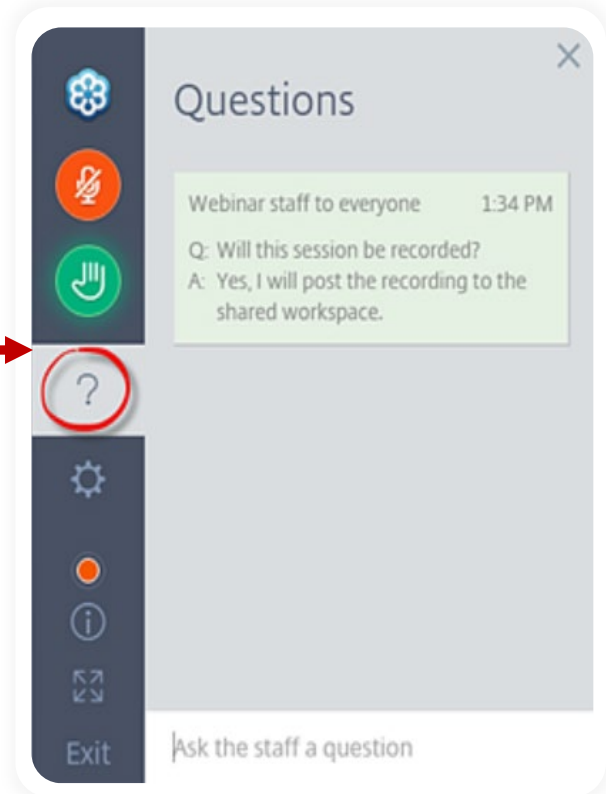 Questions
Webinar staff to everyone 1:34 PM
Q: Will this session be recorded?
A: Yes, I will post the recording to the
shared workspace.
?
Exit
Ask the staff a question